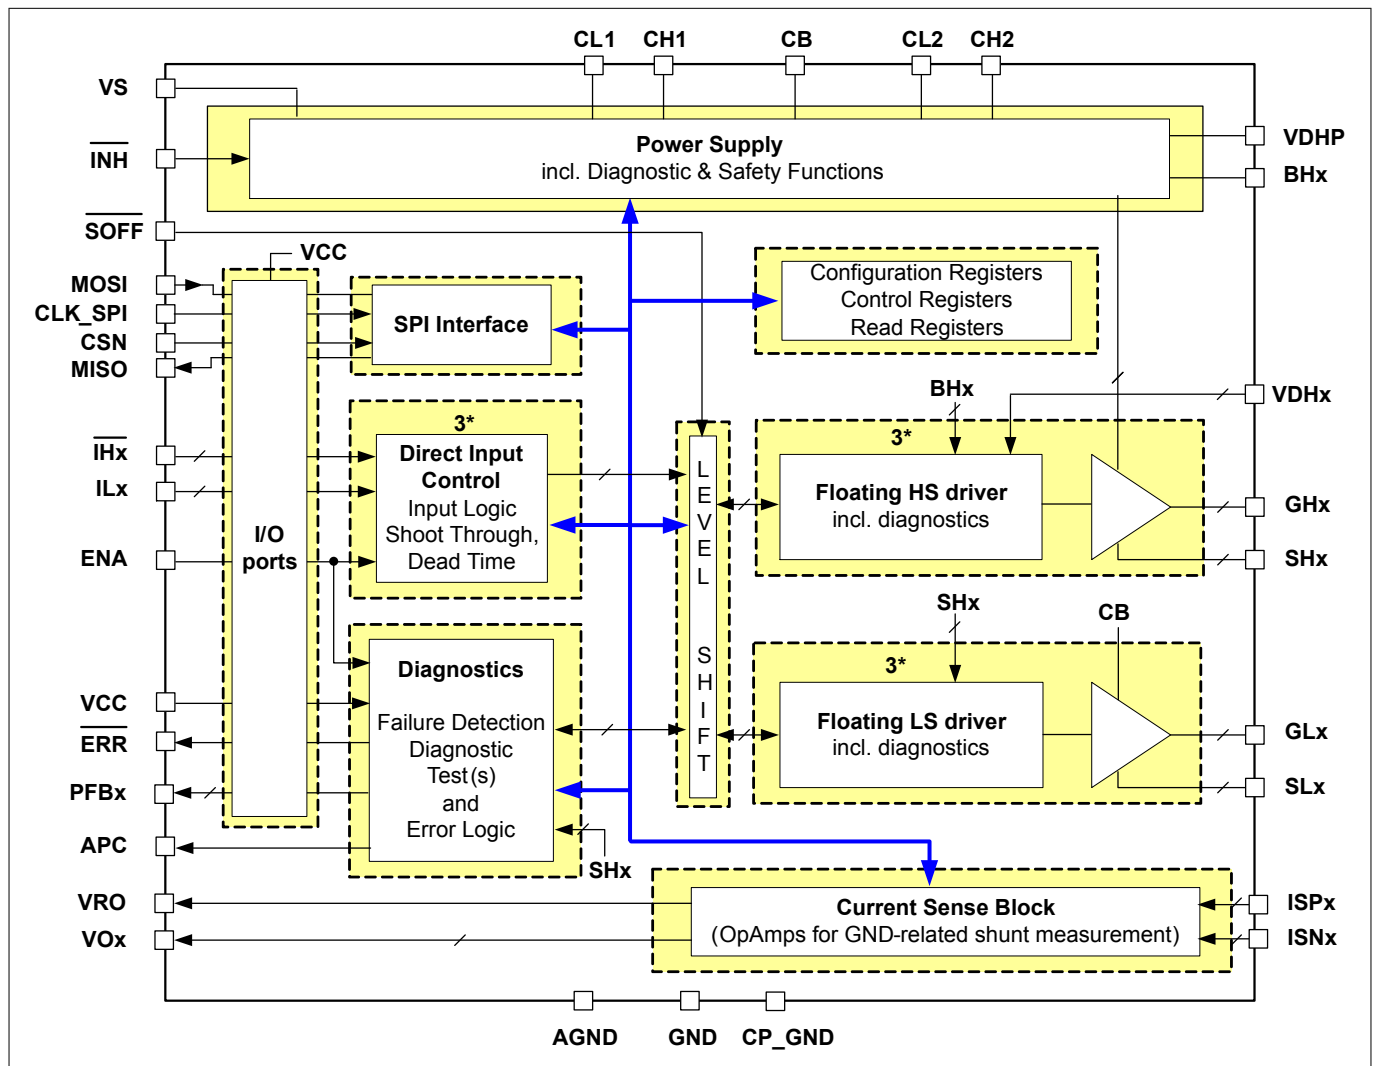 CL1 CH1 CB CL2 CH2
VS
Power Supply
incl. Diagnostic & Safety Functions
VDHP
INH
BHx
SOFF
VCC
MOSI
CLK_SPI
CSN
MISO
SPI Interface
Configuration Registers
Control Registers
Read Registers
BHx
VDHx
3*
Direct Input
Control
Input Logic
Shoot Through,
Dead Time
IHx
ILx
ENA
I/O
ports
LEVEL SHIFT
3*
Floating HS driver
incl. diagnostics
GHx
SHx
SHx
CB
3*
Floating LS driver
incl. diagnostics
GLx
SLx
Diagnostics
Failure Detection
Diagnostic
Test(s)
and
Error Logic
SHx
VCC
ERR
PFBx
APC
VRO
VOx
Current Sense Block
(OpAmps for GND-related shunt measurement)
ISPx
ISNx
AGND GND CP_GND